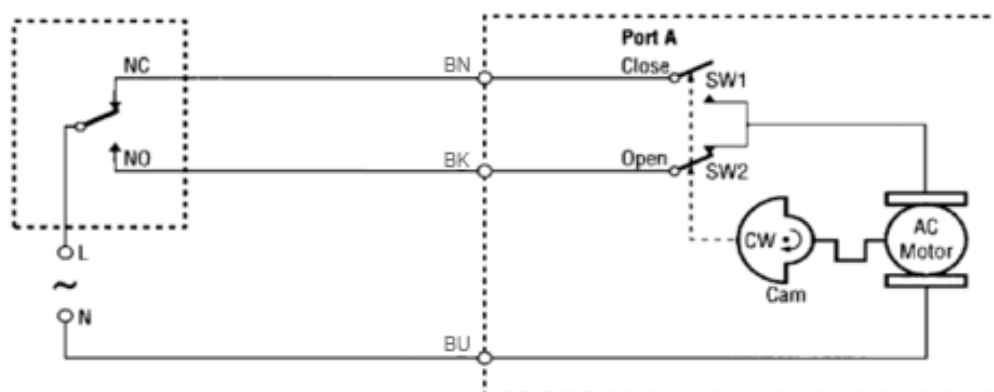 Port A
NC
BN
Close
SW1
NO
BK
Open
SW2
CW
AC
Motor
Cam
L
~
N
BU